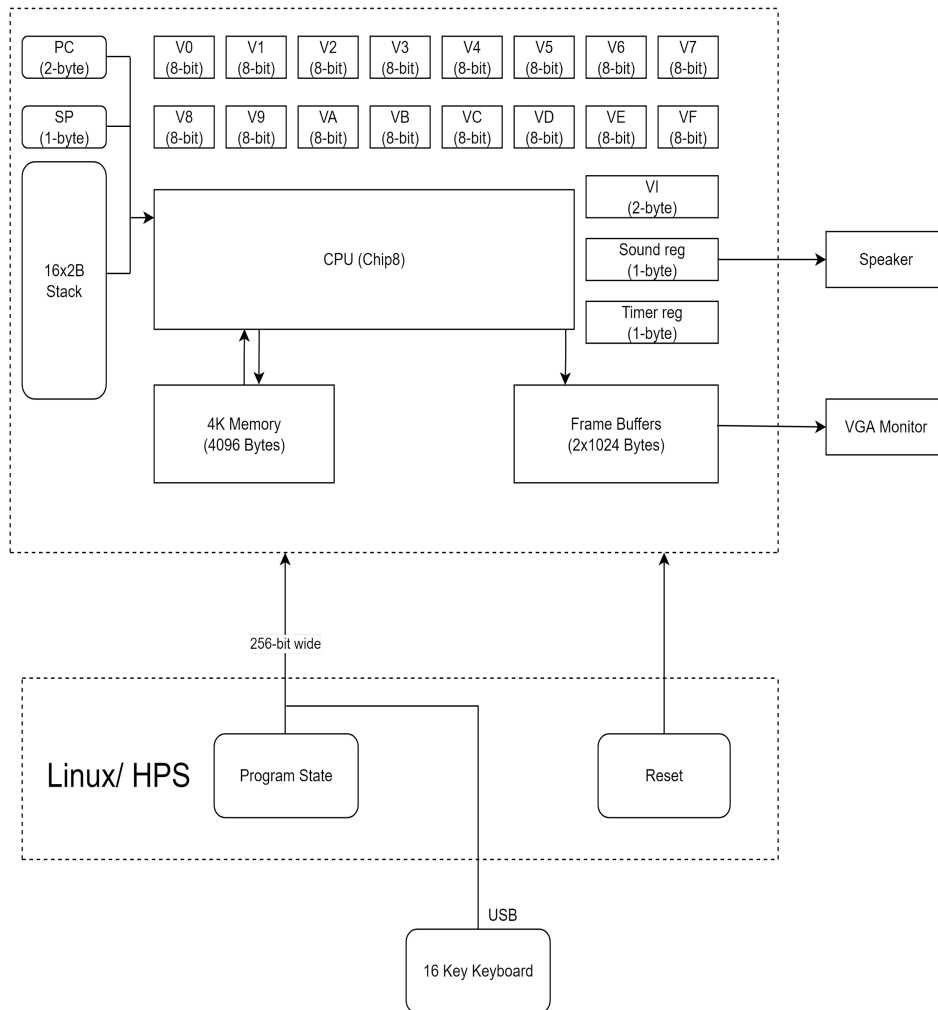 PC
(2-byte)
V0
(8-bit)
V1
(8-bit)
V2
(8-bit)
V3
(8-bit)
V4
(8-bit)
V5
(8-bit)
V6
(8-bit)
V7
(8-bit)
SP
(1-byte)
V8
(8-bit)
V9
(8-bit)
VA
(8-bit)
VB
(8-bit)
VC
(8-bit)
VD
(8-bit)
VE
(8-bit)
VF
(8-bit)
16x2B
Stack
CPU (Chip8)
VI
(2-byte)
Sound reg
(1-byte)
Speaker
Timer reg
(1-byte)
4K Memory
(4096 Bytes)
Frame Buffers
(2x1024 Bytes)
VGA Monitor
256-bit wide
Linux/ HPS
Program State
Reset
USB
16 Key Keyboard